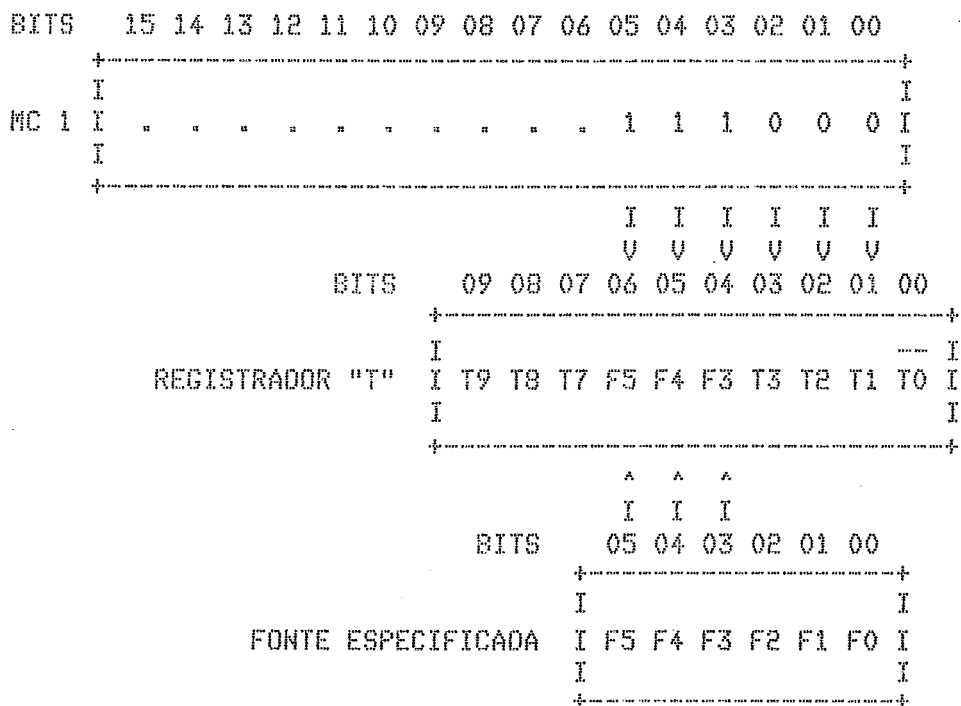 BITS 15 14 13 12 11 10 09 08 07 06 05 04 03 02 01 00
+----------------------------------------------------+
I I
MC 1 I . . . . . . . . . . 1 1 1 0 0 0 I
I I
+----------------------------------------------------+
I I I I I I
V V V V V V
BITS 09 08 07 06 05 04 03 02 01 00
+--------------------------------+
I -- I
REGISTRADOR "T" I T9 T8 T7 F5 F4 F3 T3 T2 T1 T0 I
I I
+--------------------------------+
^ ^ ^
I I I
BITS 05 04 03 02 01 00
+--------------------+
I I
FONTE ESPECIFICADA I F5 F4 F3 F2 F1 F0 I
I I
+--------------------+